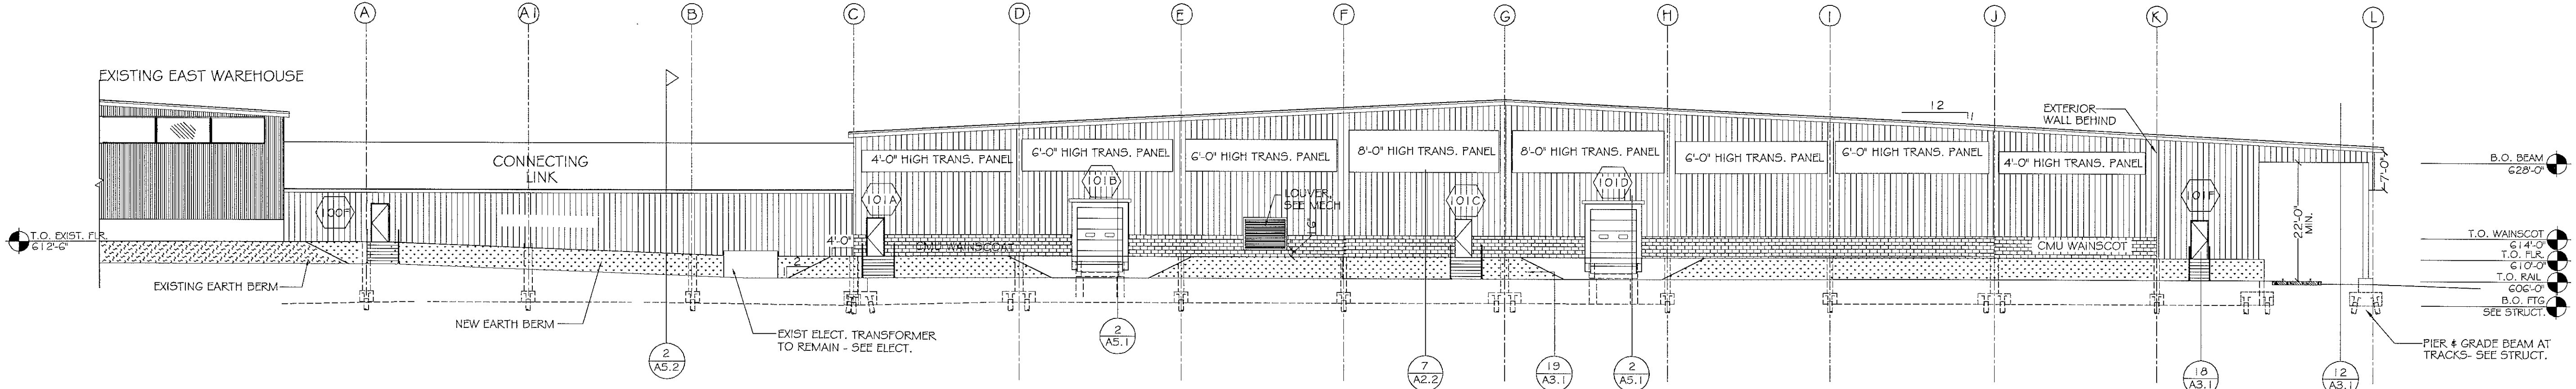 A
A1
B
C
D
E
F
G
H
I
J
K
L
EXISTING EAST WAREHOUSE
CONNECTING
LINK
4'-0" HIGH TRANS. PANEL
6'-0" HIGH TRANS. PANEL
6'-0" HIGH TRANS. PANEL
8'-0" HIGH TRANS. PANEL
8'-0" HIGH TRANS. PANEL
6'-0" HIGH TRANS. PANEL
6'-0" HIGH TRANS. PANEL
4'-0" HIGH TRANS. PANEL
12
1
EXTERIOR
WALL BEHIND
100F
101A
101B
LOUVER,
SEE MECH
101C
101D
101F
4'-0"
CMU WAINSCOAT
CMU WAINSCOT
2
1
22'-0"
MIN.
7'-0"
T.O. EXIST. FLR.
612'-6"
B.O. BEAM
628'-0"
T.O. WAINSCOT
614'-0"
T.O. FLR.
610'-0"
T.O. RAIL
606'-0"
B.O. FTG
SEE STRUCT.
EXISTING EARTH BERM
NEW EARTH BERM
EXIST ELECT. TRANSFORMER
TO REMAIN - SEE ELECT.
PIER & GRADE BEAM AT
TRACKS- SEE STRUCT.
2
A5.2
2
A5.1
7
A2.2
19
A3.1
2
A5.1
18
A3.1
12
A3.1